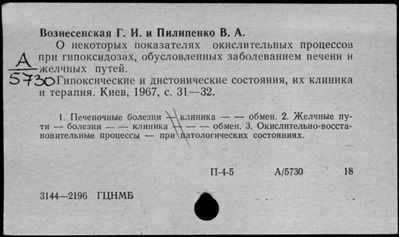 Вознесенская Г. И. и Пилипенко В. А.
О некоторых показателях окислительных процессов
при гипоксидозах, обусловленных заболеванием печени и
желчных путей.
А
5730
Гипоксические и дистонические состояния, их клиника
и терапия. Киев, 1967, с. 31—32.
1. Печеночные болезни — клиника — — обмен. 2. Желчные пу-
ти — болезни — — клиника — — — обмен. 3. Окислительно-восста-
новительные процессы — при патологических состояниях.
П-4-5 А/5730 18
3144—2196 ГЦНМБ